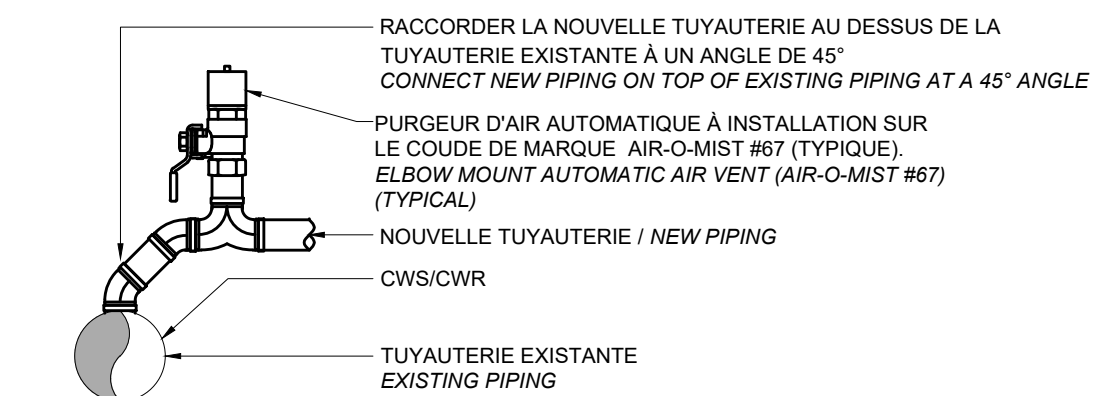 RACCORDER LA NOUVELLE TUYAUTERIE AU DESSUS DE LA
TUYAUTERIE EXISTANTE À UN ANGLE DE 45°
CONNECT NEW PIPING ON TOP OF EXISTING PIPING AT A 45° ANGLE
PURGEUR D'AIR AUTOMATIQUE À INSTALLATION SUR
LE COUDE DE MARQUE AIR-O-MIST #67 (TYPIQUE).
ELBOW MOUNT AUTOMATIC AIR VENT (AIR-O-MIST #67)
(TYPICAL)
NOUVELLE TUYAUTERIE / NEW PIPING
CWS/CWR
TUYAUTERIE EXISTANTE
EXISTING PIPING